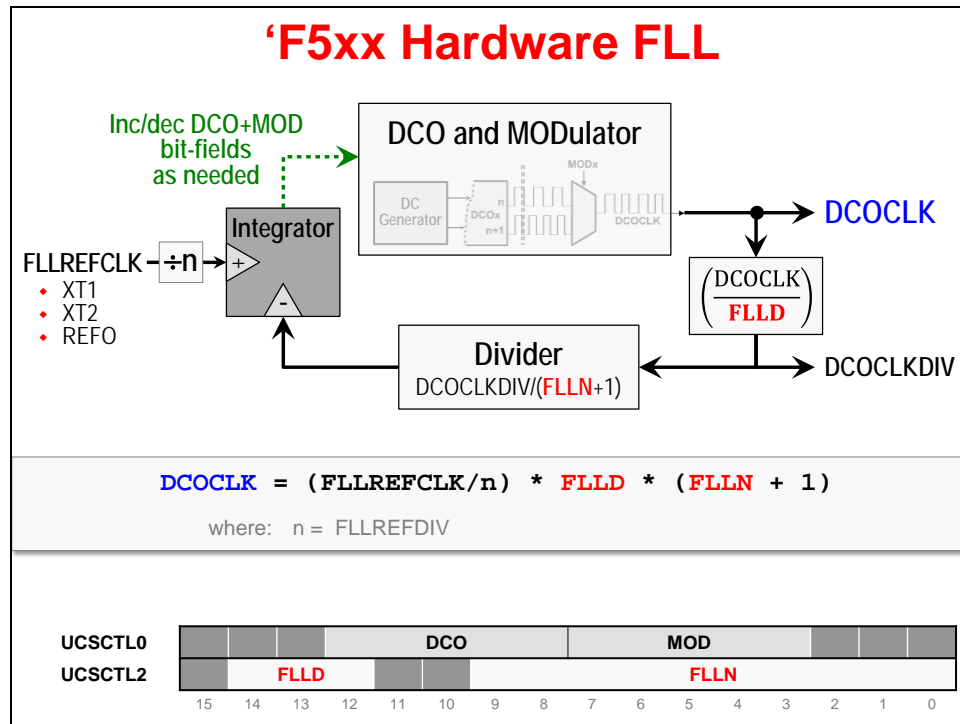 ‘F5xx Hardware FLL
Inc/dec DCO+MOD
bit-fields
as needed
DCO and MODulator
MODx
DC
Generator
DCOx
n
n+1
DCOCLK
DCOCLK
Integrator
FLLREFCLK
÷n
+
-
XT1
XT2
REFO
DCOCLK
FLLD
Divider
DCOCLKDIV/(FLLN+1)
DCOCLKDIV
DCOCLK = (FLLREFCLK/n) * FLLD * (FLLN + 1)
where: n = FLLREFDIV
UCSCTL0 DCO MOD
UCSCTL2 FLLD FLLN
15 14 13 12 11 10 9 8 7 6 5 4 3 2 1 0